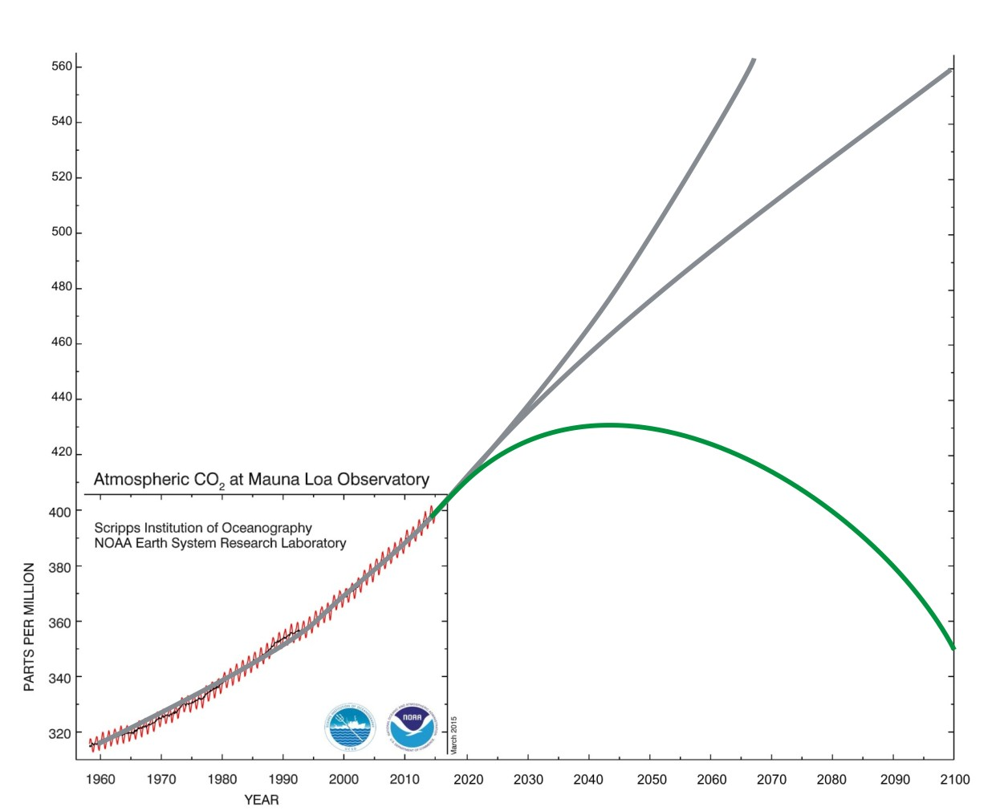 560
540
520
500
480
460
440
420
400
380
360
340
320
Atmospheric CO2 at Mauna Loa Observatory
Scripps Institution of Oceanography
NOAA Earth System Research Laboratory
PARTS PER MILLION
NOAA
March 2015
1960 1970 1980 1990 2000 2010 2020 2030 2040 2050 2060 2070 2080 2090 2100
YEAR